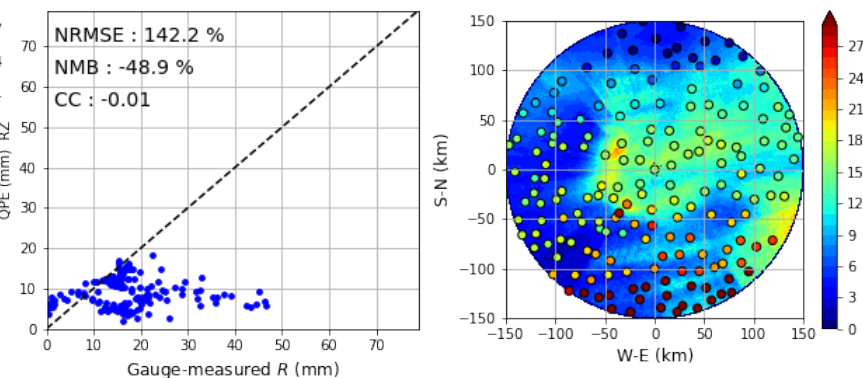 NRMSE : 142.2 %
NMB : -48.9 %
CC : -0.01
QPE (mm) RZ
70
60
50
40
30
20
10
0
0 10 20 30 40 50 60 70
Gauge-measured R (mm)
S-N (km)
150
100
50
0
−50
−100
−150
−150 −100 −50 0 50 100 150
W-E (km)
27
24
21
18
15
12
9
6
3
0